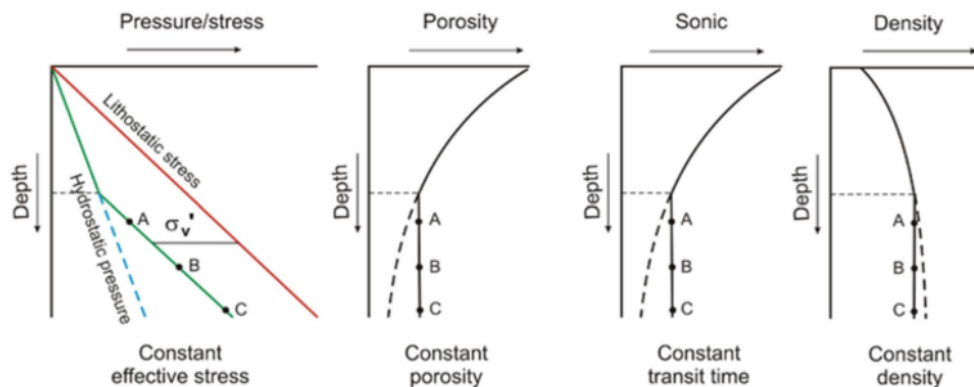 Pressure/stress
Depth
Lithostatic stress
Hydrostatic pressure
σv'
A
B
C
Constant
effective stress
Porosity
Depth
A
B
C
Constant
porosity
Sonic
Depth
A
B
C
Constant
transit time
Density
Depth
A
B
C
Constant
density